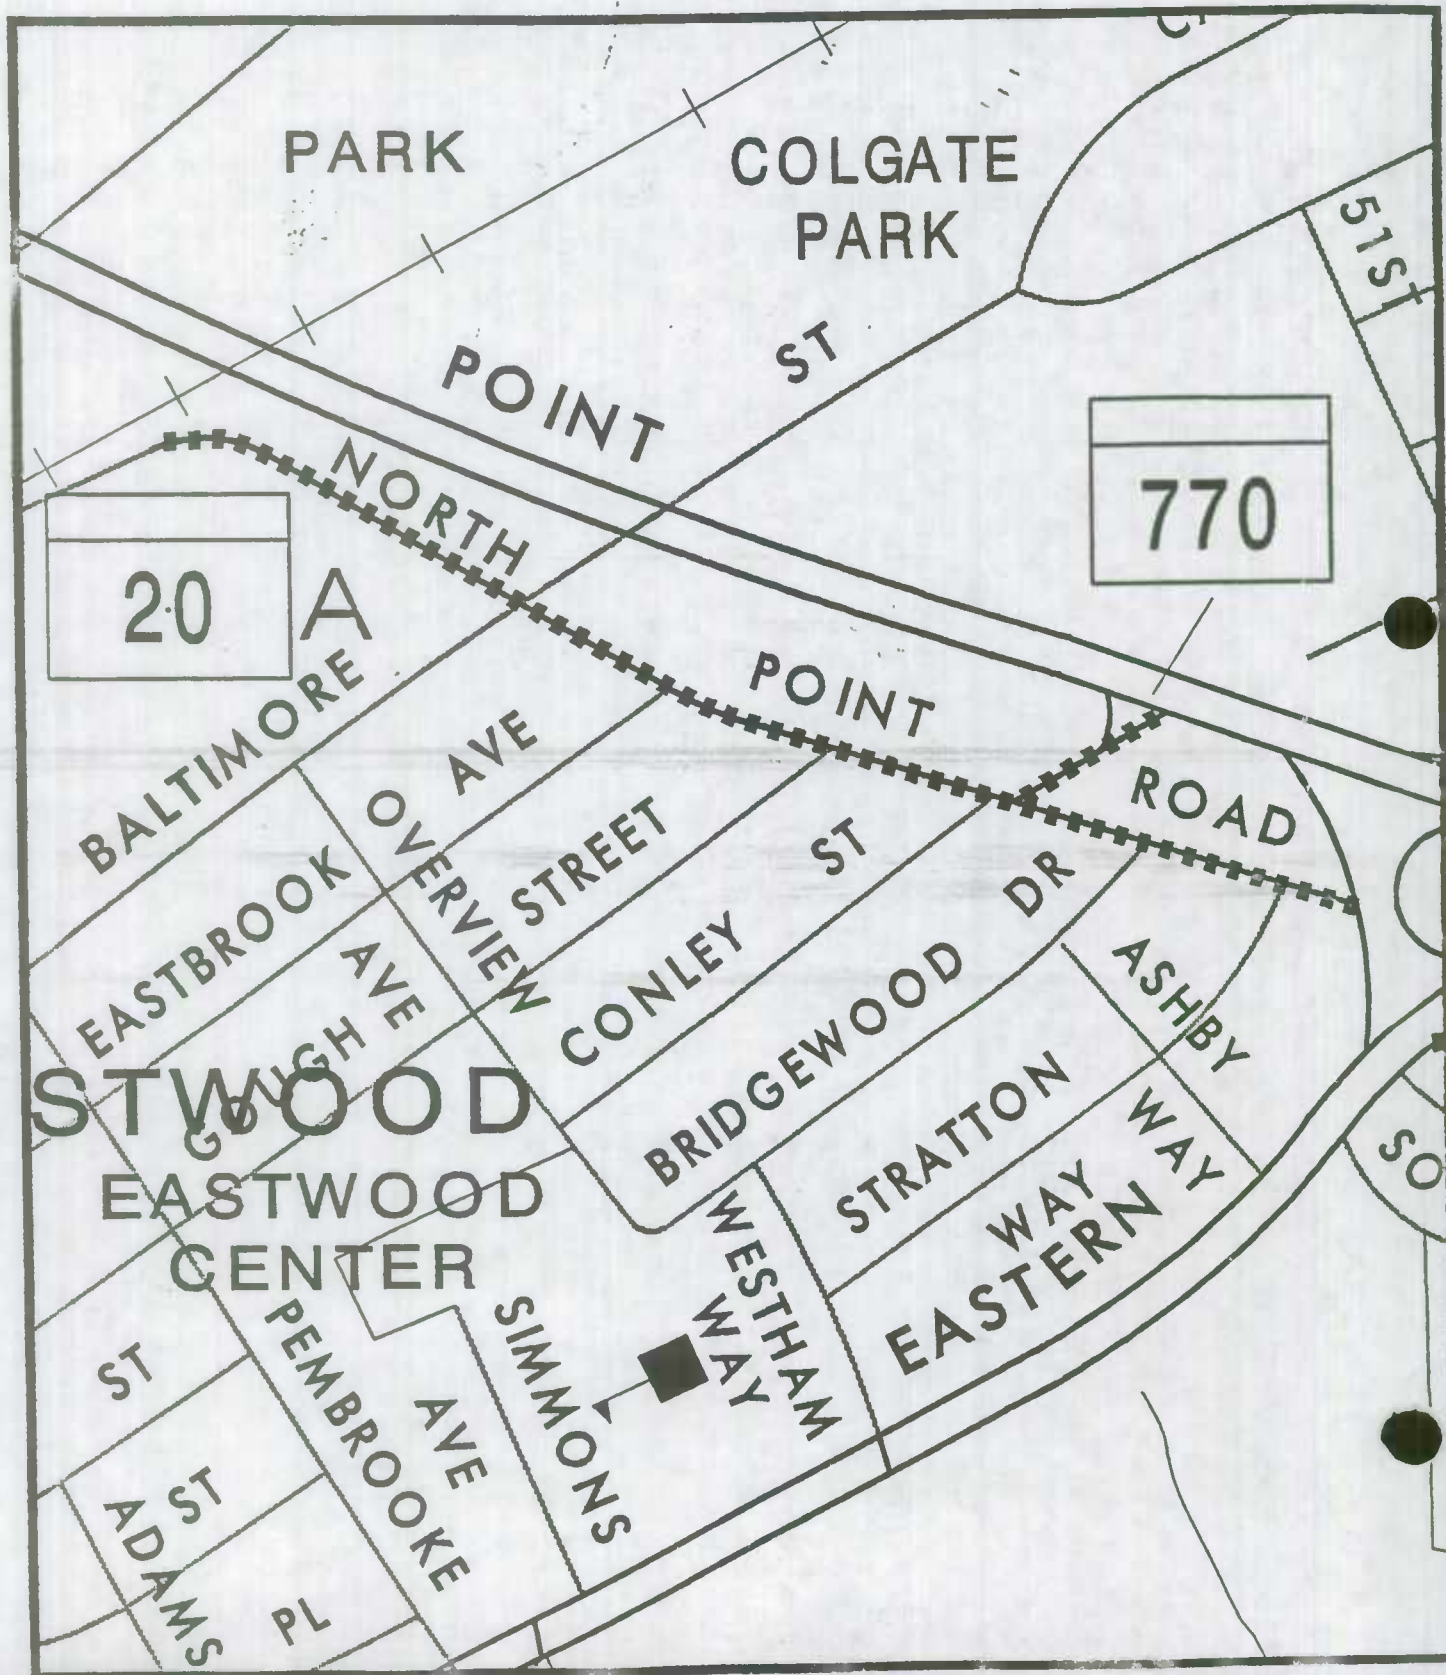 PARK
COLGATE
PARK
51ST
ST
POINT
NORTH
770
20
A
POINT
BALTIMORE
AVE
OVERVIEW
ROAD
STREET
ST
DR
EASTBROOK
AVE
CONLEY
BRIDGEWOOD
ASHBY
GOUGH
STWOOD
STRATTON
WAY
SO
EASTWOOD
WAY
CENTER
WESTHAM
WAY
EASTERN
SIMMONS
PEMBROOKE
ST
AVE
ST
ADAMS
PL